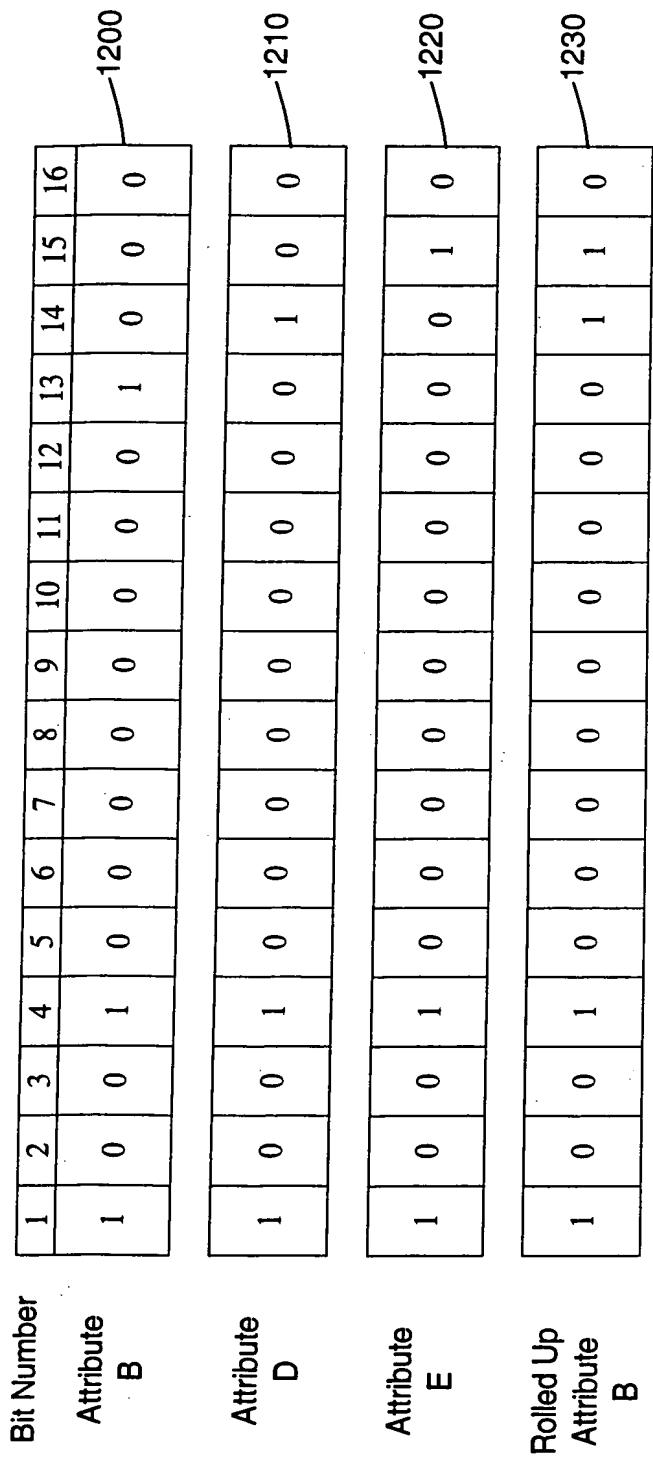 Bit Number 1 2 3 4 5 6 7 8 9 10 11 12 13 14 15 16
Attribute B 1 0 0 1 0 0 0 0 0 0 0 0 1 0 0 0 1200
Attribute D 1 0 0 1 0 0 0 0 0 0 0 0 0 1 0 0 1210
Attribute E 1 0 0 1 0 0 0 0 0 0 0 0 0 0 1 0 1220
Rolled Up Attribute B 1 0 0 1 0 0 0 0 0 0 0 0 0 1 1 0 1230